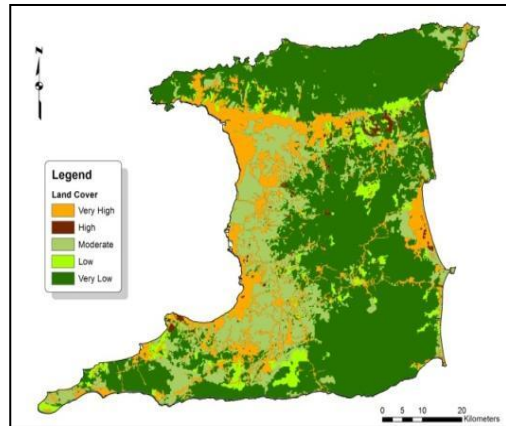 N
Legend
Land Cover
Very High
High
Moderate
Low
Very Low
0 5 10 20
Kilometers